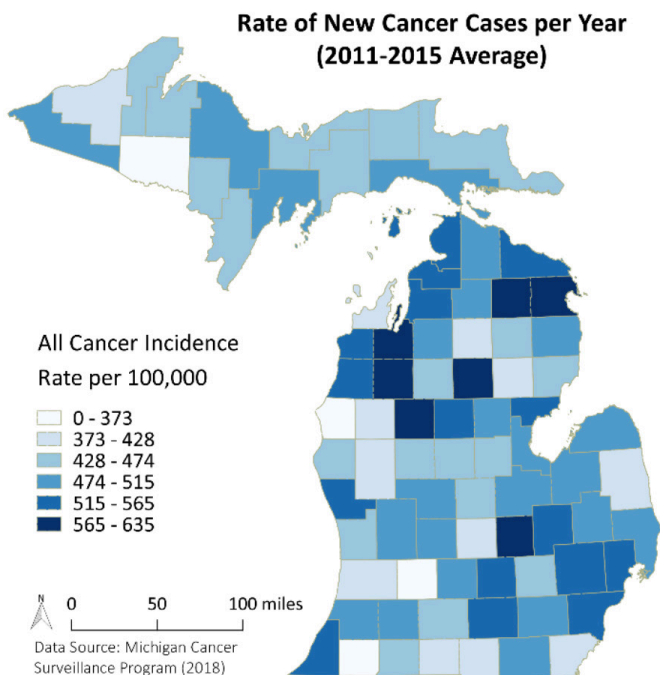 Rate of New Cancer Cases per Year
(2011-2015 Average)
All Cancer Incidence
Rate per 100,000
0 - 373
373 - 428
428 - 474
474 - 515
515 - 565
565 - 635
N
0 50 100 miles
Data Source: Michigan Cancer
Surveillance Program (2018)